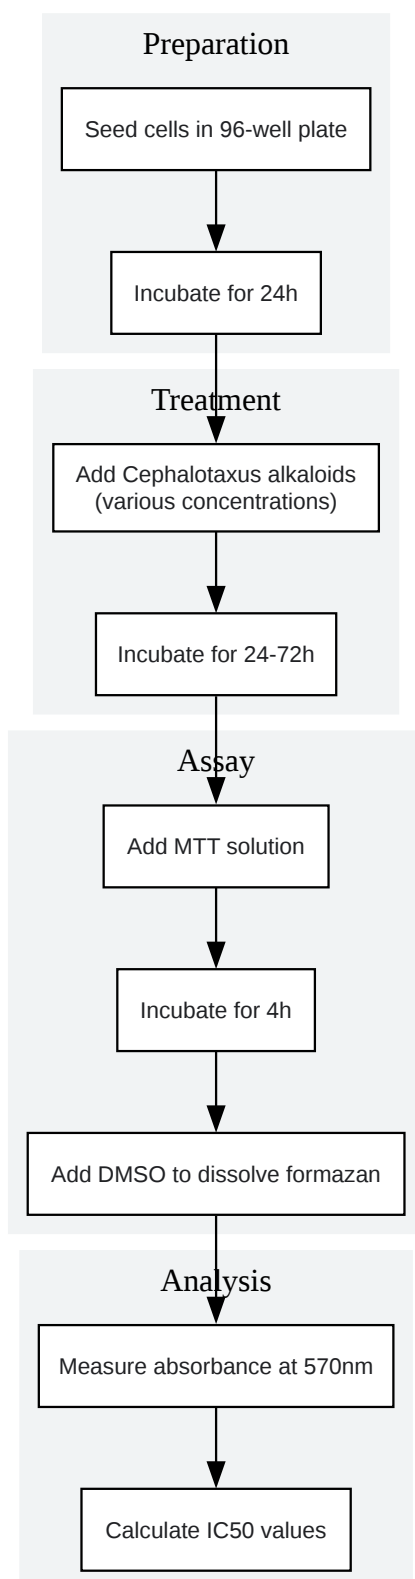 Preparation
Seed cells in 96-well plate
Incubate for 24h
Treatment
Add Cephalotaxus alkaloids
(various concentrations)
Incubate for 24-72h
Assay
Add MTT solution
Incubate for 4h
Add DMSO to dissolve formazan
Analysis
Measure absorbance at 570nm
Calculate IC50 values